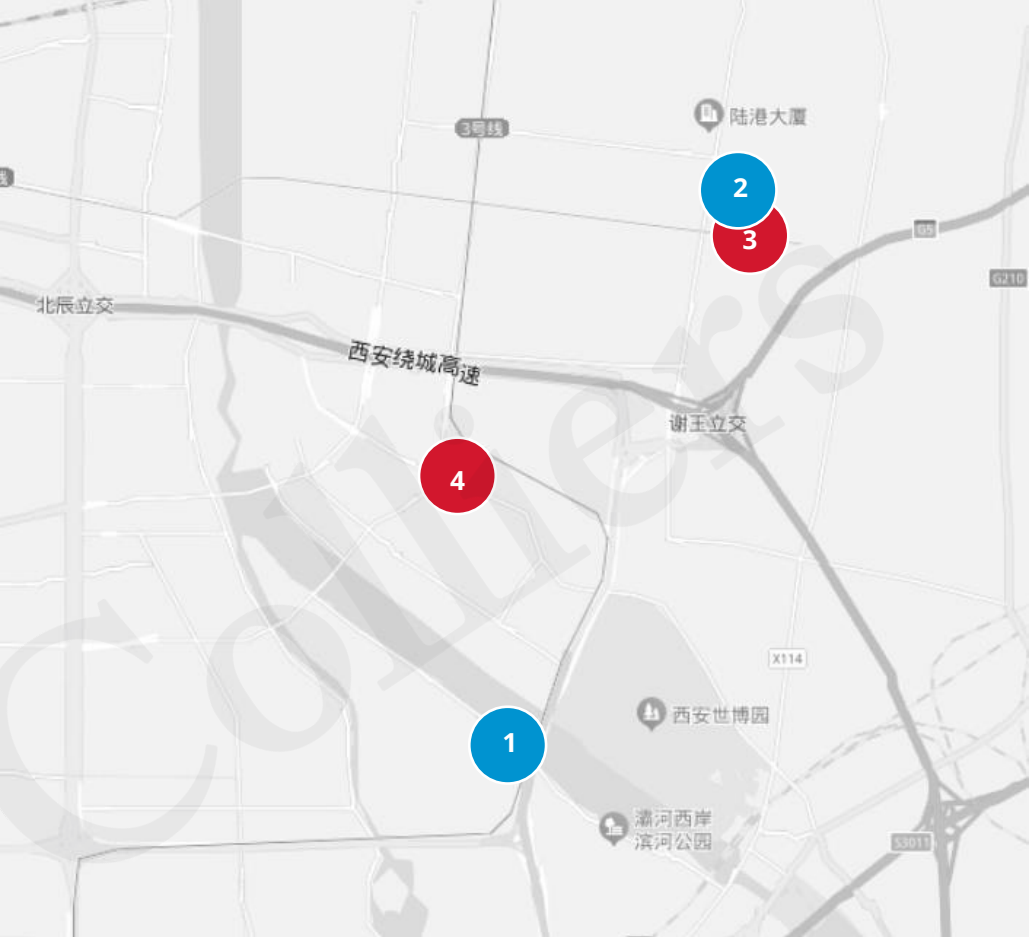 陆港大厦
3号线
线
2
3
G5
G210
北辰立交
西安绕城高速
谢王立交
4
X114
西安世博园
1
灞河西岸
滨河公园
S3011
Colliers